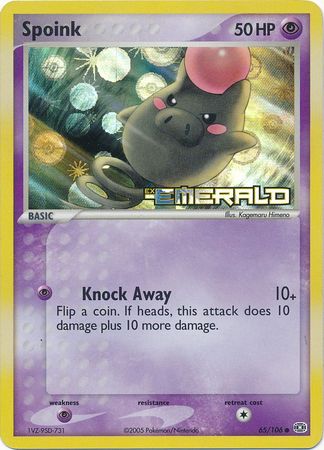 Spoink 50 HP
EX EMERALD
BASIC
Illus. Kagemaru Himeno
Knock Away 10+
Flip a coin. If heads, this attack does 10
damage plus 10 more damage.
weakness resistance retreat cost
1VZ-9SD-731 ©2005 Pokémon/Nintendo 65/106 ●